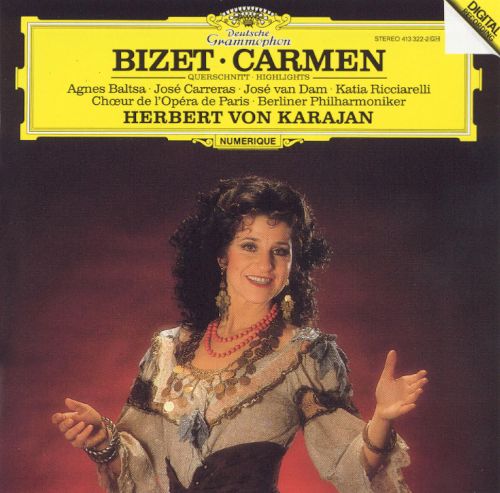 Deutsche
Grammophon
STEREO 413 322-2 GH
DIGITAL
RECORDING
BIZET · CARMEN
QUERSCHNITT · HIGHLIGHTS
Agnes Baltsa · José Carreras · José van Dam · Katia Ricciarelli
Chœur de l'Opéra de Paris · Berliner Philharmoniker
HERBERT VON KARAJAN
NUMERIQUE